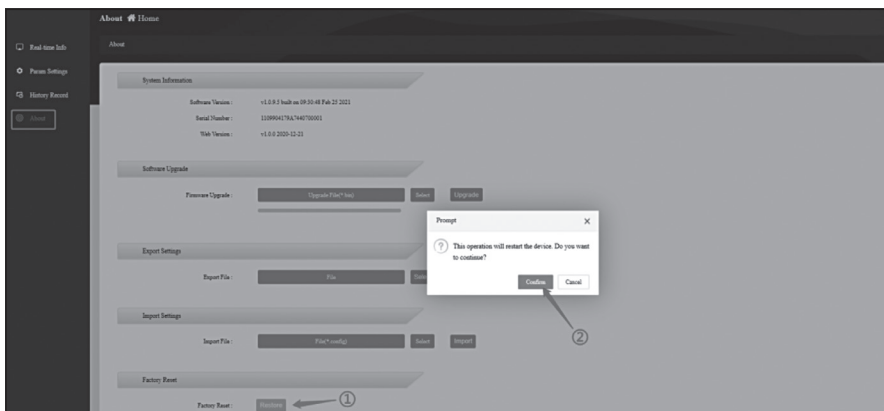 About Home
Real-time Info
About
Param Settings
History Record
About
System Information
Software Version :
v1.0.9.5 built on 09:50:48 Feb 25 2021
Serial Number :
Web Version :
v1.0.0 2020-12-21
Software Upgrade
Firmware Upgrade :
Upgrade File(*.bin)
Select
Upgrade
Prompt
×
? This operation will restart the device. Do you want
to continue?
Confirm
Cancel
Export Settings
Export File :
File
Import Settings
Import File :
File(*.config)
Select
Import
②
Factory Reset
Factory Reset :
①